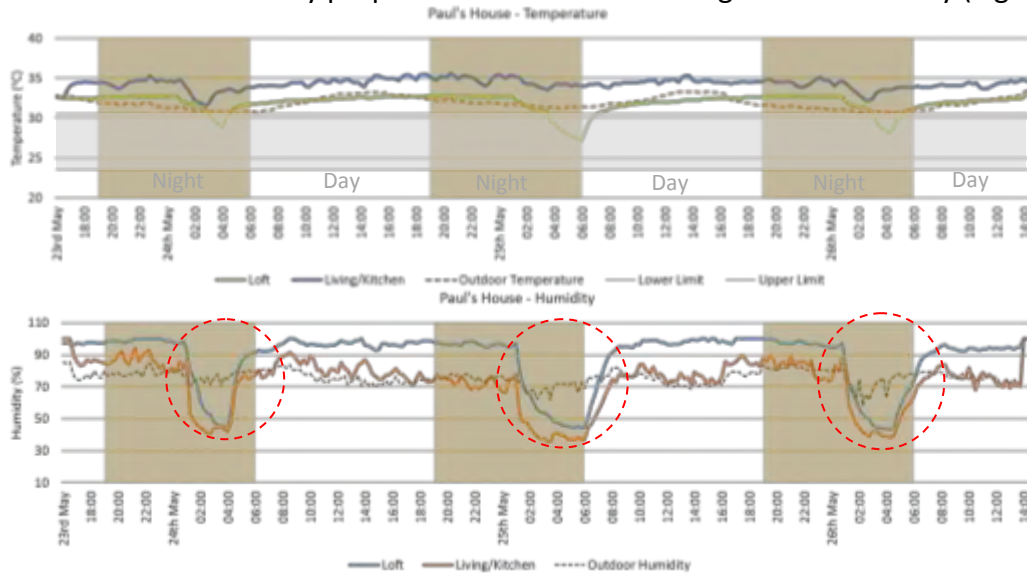 Paul's House - Temperature
40
35
30
25
20
Temperature (°C)
Night Day Night Day Night Day
23rd May 18:00 20:00 22:00 24th May 02:00 04:00 06:00 08:00 10:00 12:00 14:00 16:00 18:00 20:00 22:00 25th May 02:00 04:00 06:00 08:00 10:00 12:00 14:00 16:00 18:00 20:00 22:00 26th May 02:00 04:00 06:00 08:00 10:00 12:00 14:00
Loft Living/Kitchen Outdoor Temperature Lower Limit Upper Limit
Paul's House - Humidity
110
90
70
50
30
10
Humidity (%)
23rd May 18:00 20:00 22:00 24th May 02:00 04:00 06:00 08:00 10:00 12:00 14:00 16:00 18:00 20:00 22:00 25th May 02:00 04:00 06:00 08:00 10:00 12:00 14:00 16:00 18:00 20:00 22:00 26th May 02:00 04:00 06:00 08:00 10:00 12:00 14:00
Loft Living/Kitchen Outdoor Humidity